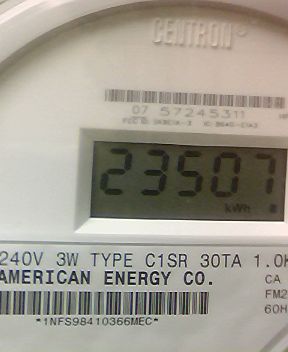 CENTRON®
07 57245311
23507
kWh
240V 3W TYPE C1SR 30TA 1.0K
AMERICAN ENERGY CO.
CA
FM2
60H
*1NFS98410366MEC*